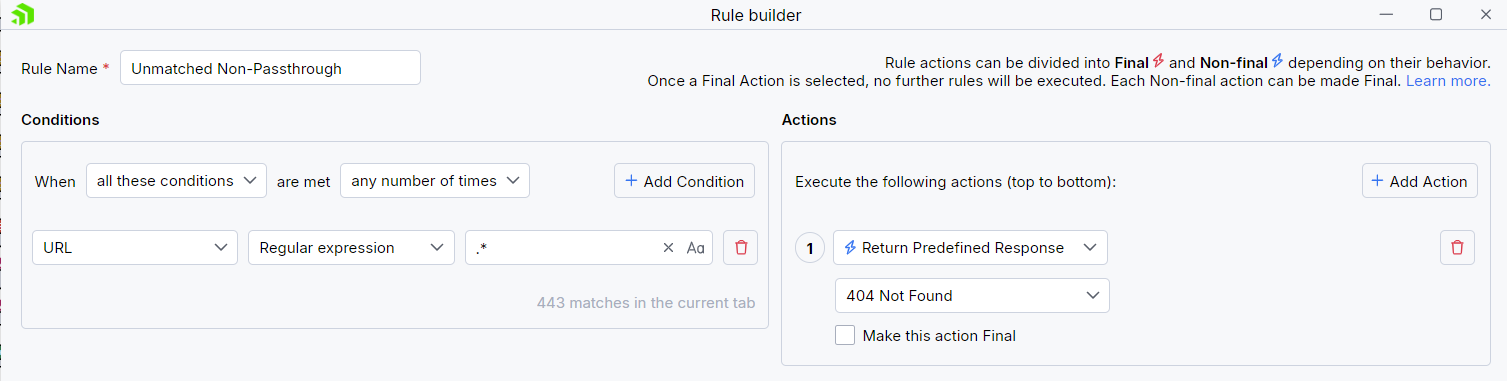 Rule builder
Rule Name *
Unmatched Non-Passthrough
Rule actions can be divided into Final and Non-final depending on their behavior.
Once a Final Action is selected, no further rules will be executed. Each Non-final action can be made Final. Learn more.
Conditions
When all these conditions are met any number of times + Add Condition
URL Regular expression .* Aa
443 matches in the current tab
Actions
Execute the following actions (top to bottom): + Add Action
1 Return Predefined Response
404 Not Found
Make this action Final